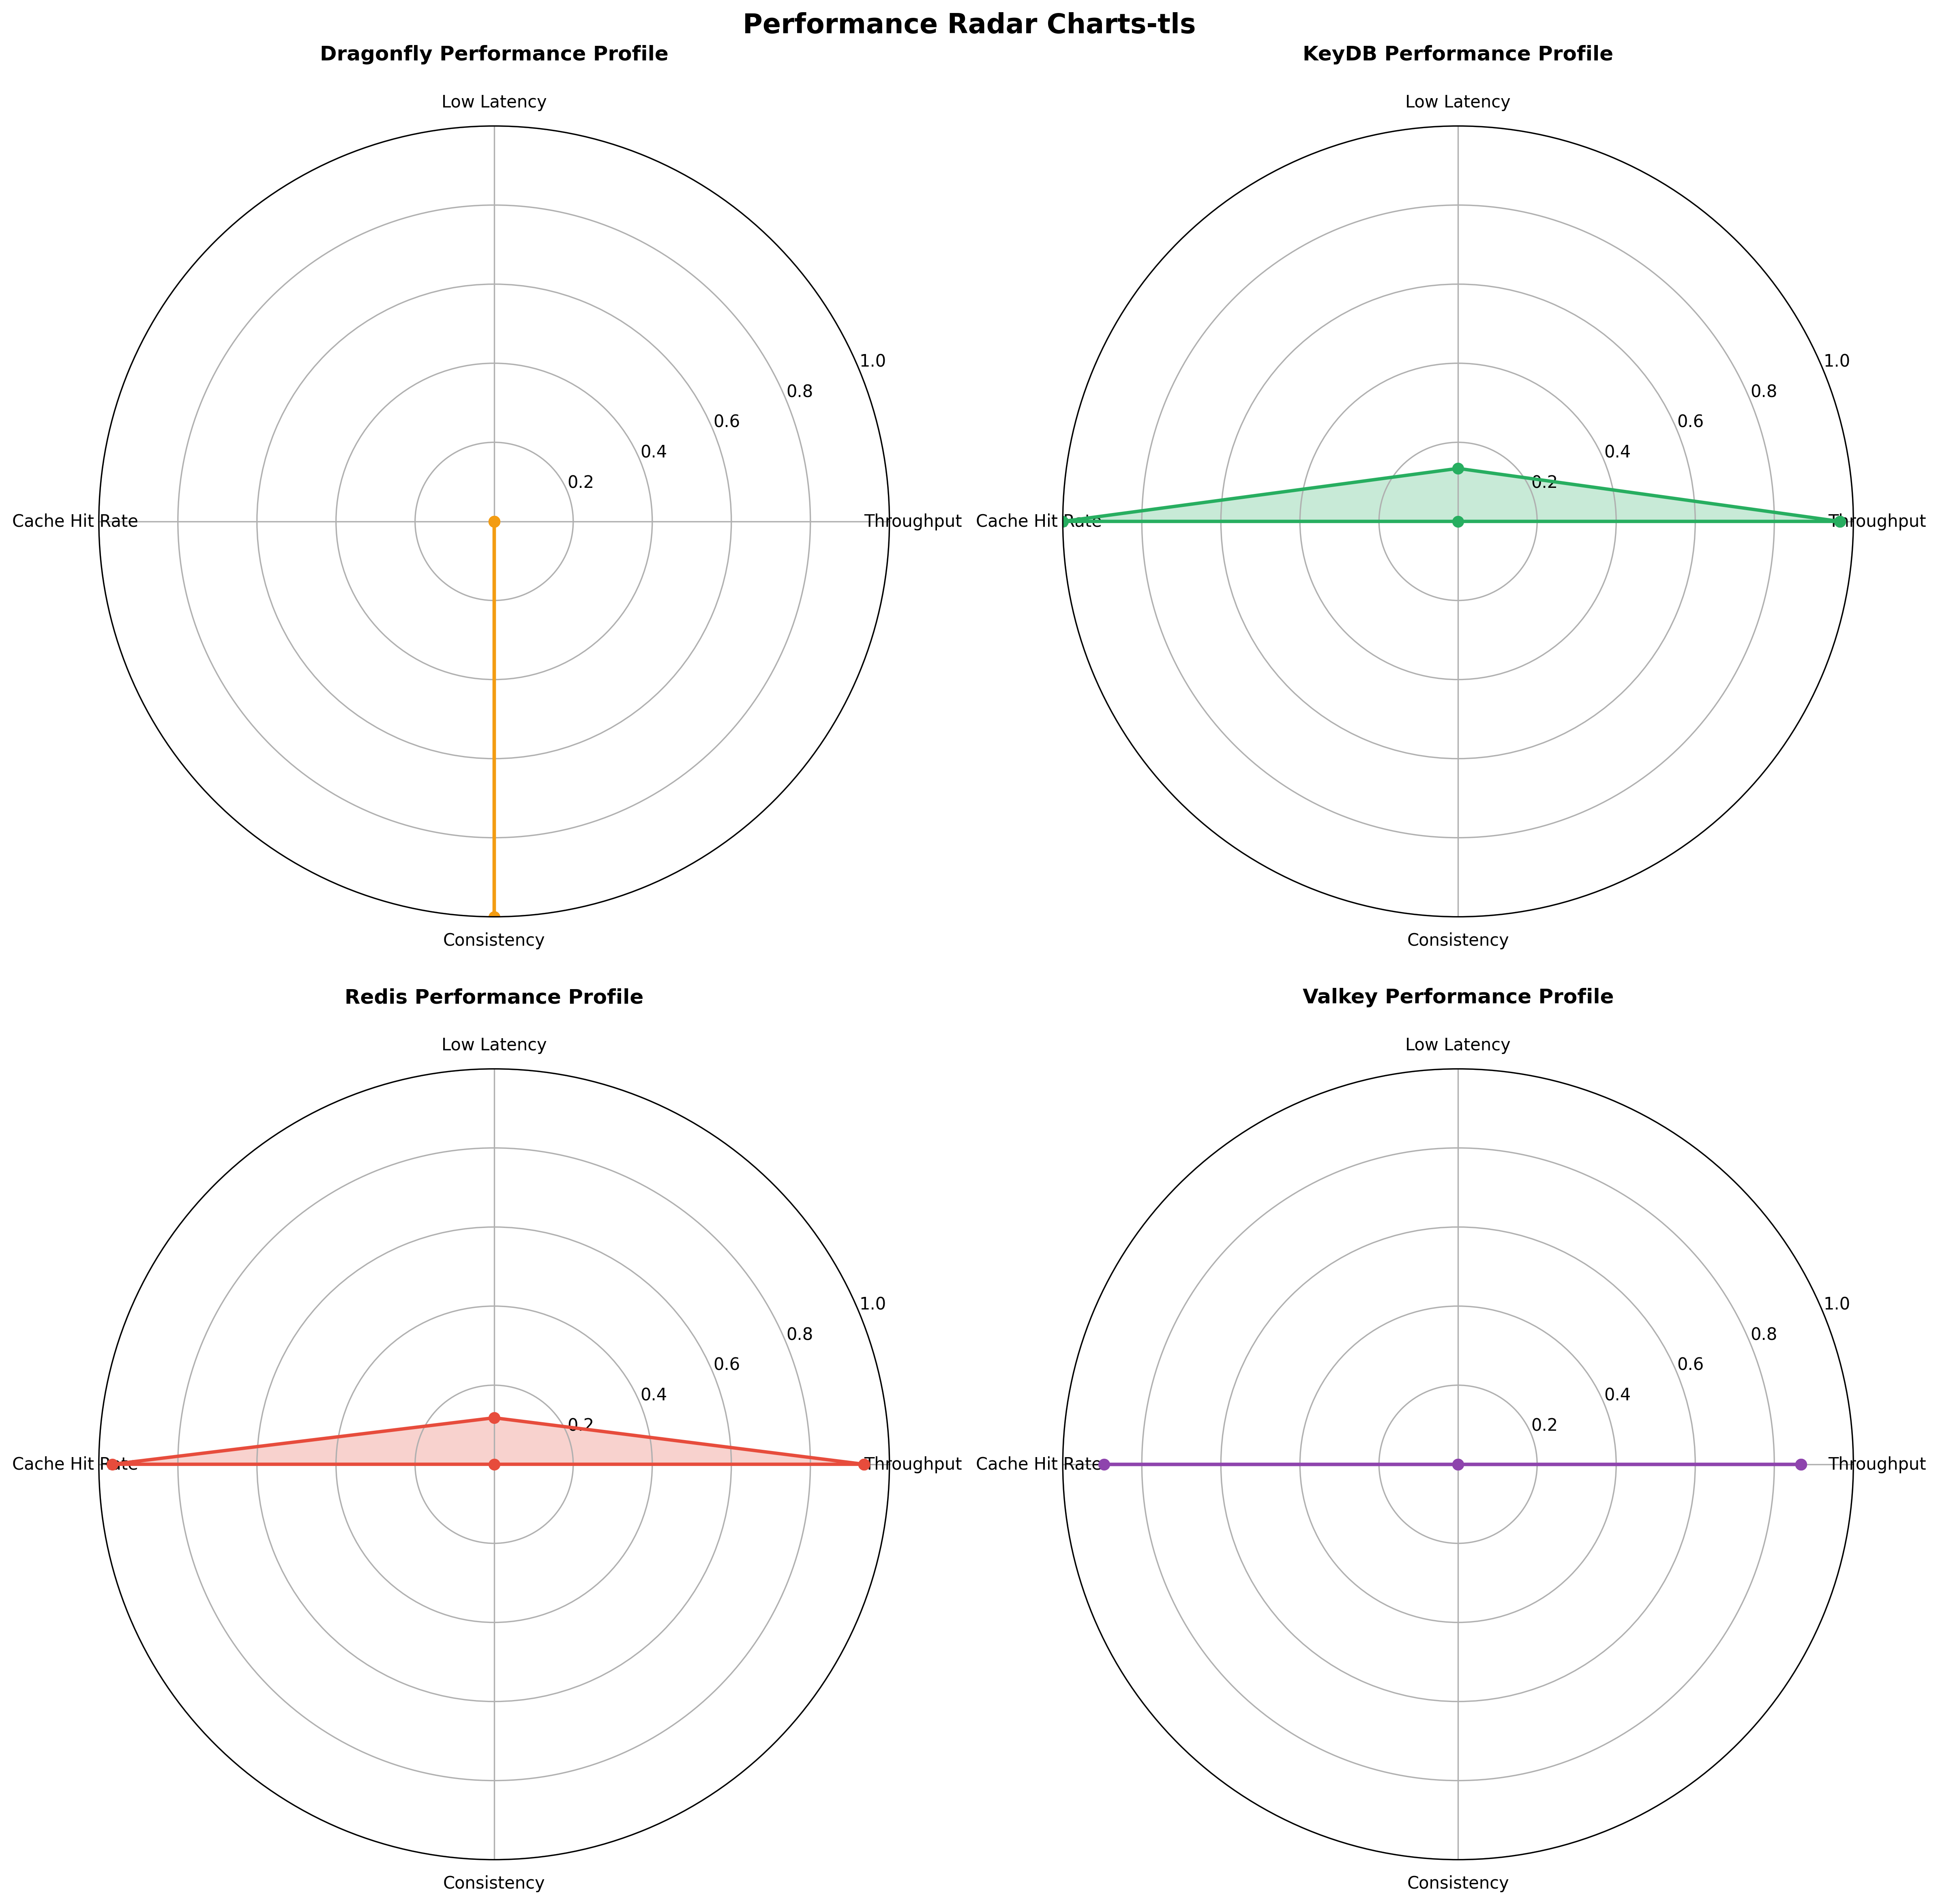 Performance Radar Charts-tls
Dragonfly Performance Profile
Low Latency
1.0
0.8
0.6
0.4
0.2
Cache Hit Rate
Throughput
Consistency
KeyDB Performance Profile
Low Latency
1.0
0.8
0.6
0.4
0.2
Cache Hit Rate
Throughput
Consistency
Redis Performance Profile
Low Latency
1.0
0.8
0.6
0.4
0.2
Cache Hit Rate
Throughput
Consistency
Valkey Performance Profile
Low Latency
1.0
0.8
0.6
0.4
0.2
Cache Hit Rate
Throughput
Consistency